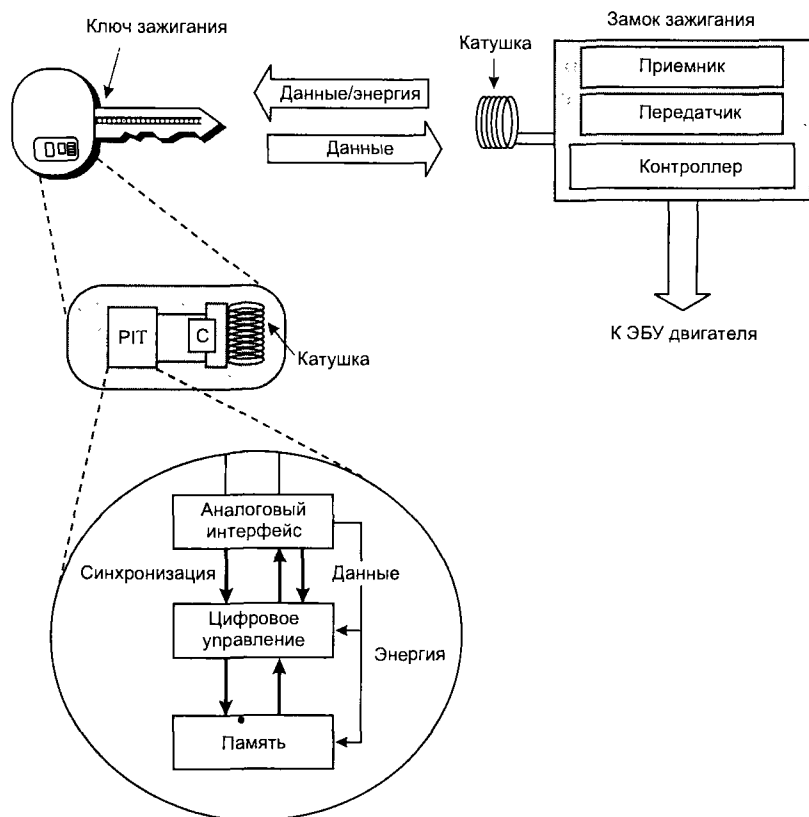 Ключ зажигания
Замок зажигания
Катушка
Приемник
Передатчик
Контроллер
Данные/энергия
Данные
К ЭБУ двигателя
PIT
C
Катушка
Аналоговый
интерфейс
Синхронизация
Данные
Цифровое
управление
Энергия
Память